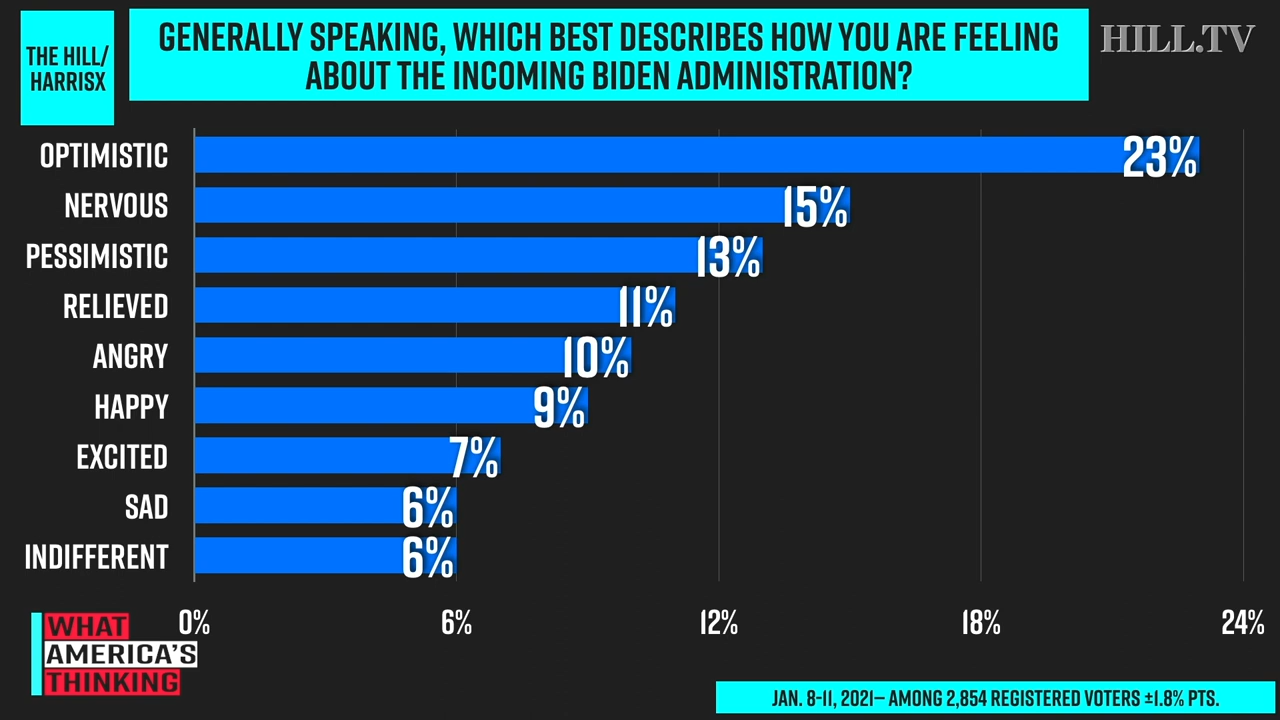 THE HILL/
HARRISX
GENERALLY SPEAKING, WHICH BEST DESCRIBES HOW YOU ARE FEELING
ABOUT THE INCOMING BIDEN ADMINISTRATION?
HILL.TV
OPTIMISTIC 23%
NERVOUS 15%
PESSIMISTIC 13%
RELIEVED 11%
ANGRY 10%
HAPPY 9%
EXCITED 7%
SAD 6%
INDIFFERENT 6%
0% 6% 12% 18% 24%
WHAT
AMERICA'S
THINKING
JAN. 8-11, 2021– AMONG 2,854 REGISTERED VOTERS ±1.8% PTS.